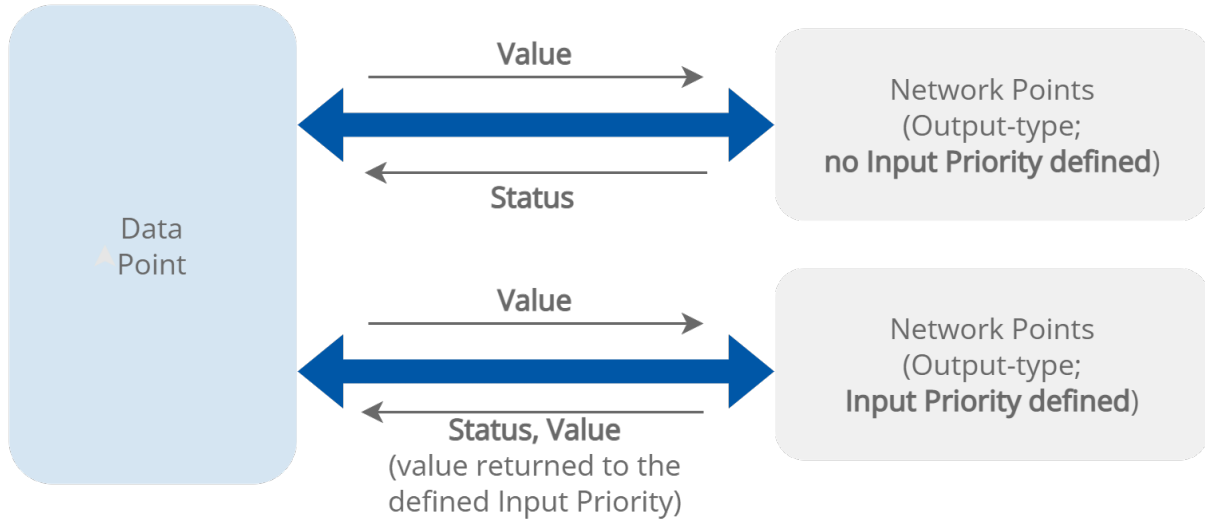 Data
Point
Value
Status
Network Points
(Output-type;
no Input Priority defined)
Value
Status, Value
(value returned to the
defined Input Priority)
Network Points
(Output-type;
Input Priority defined)